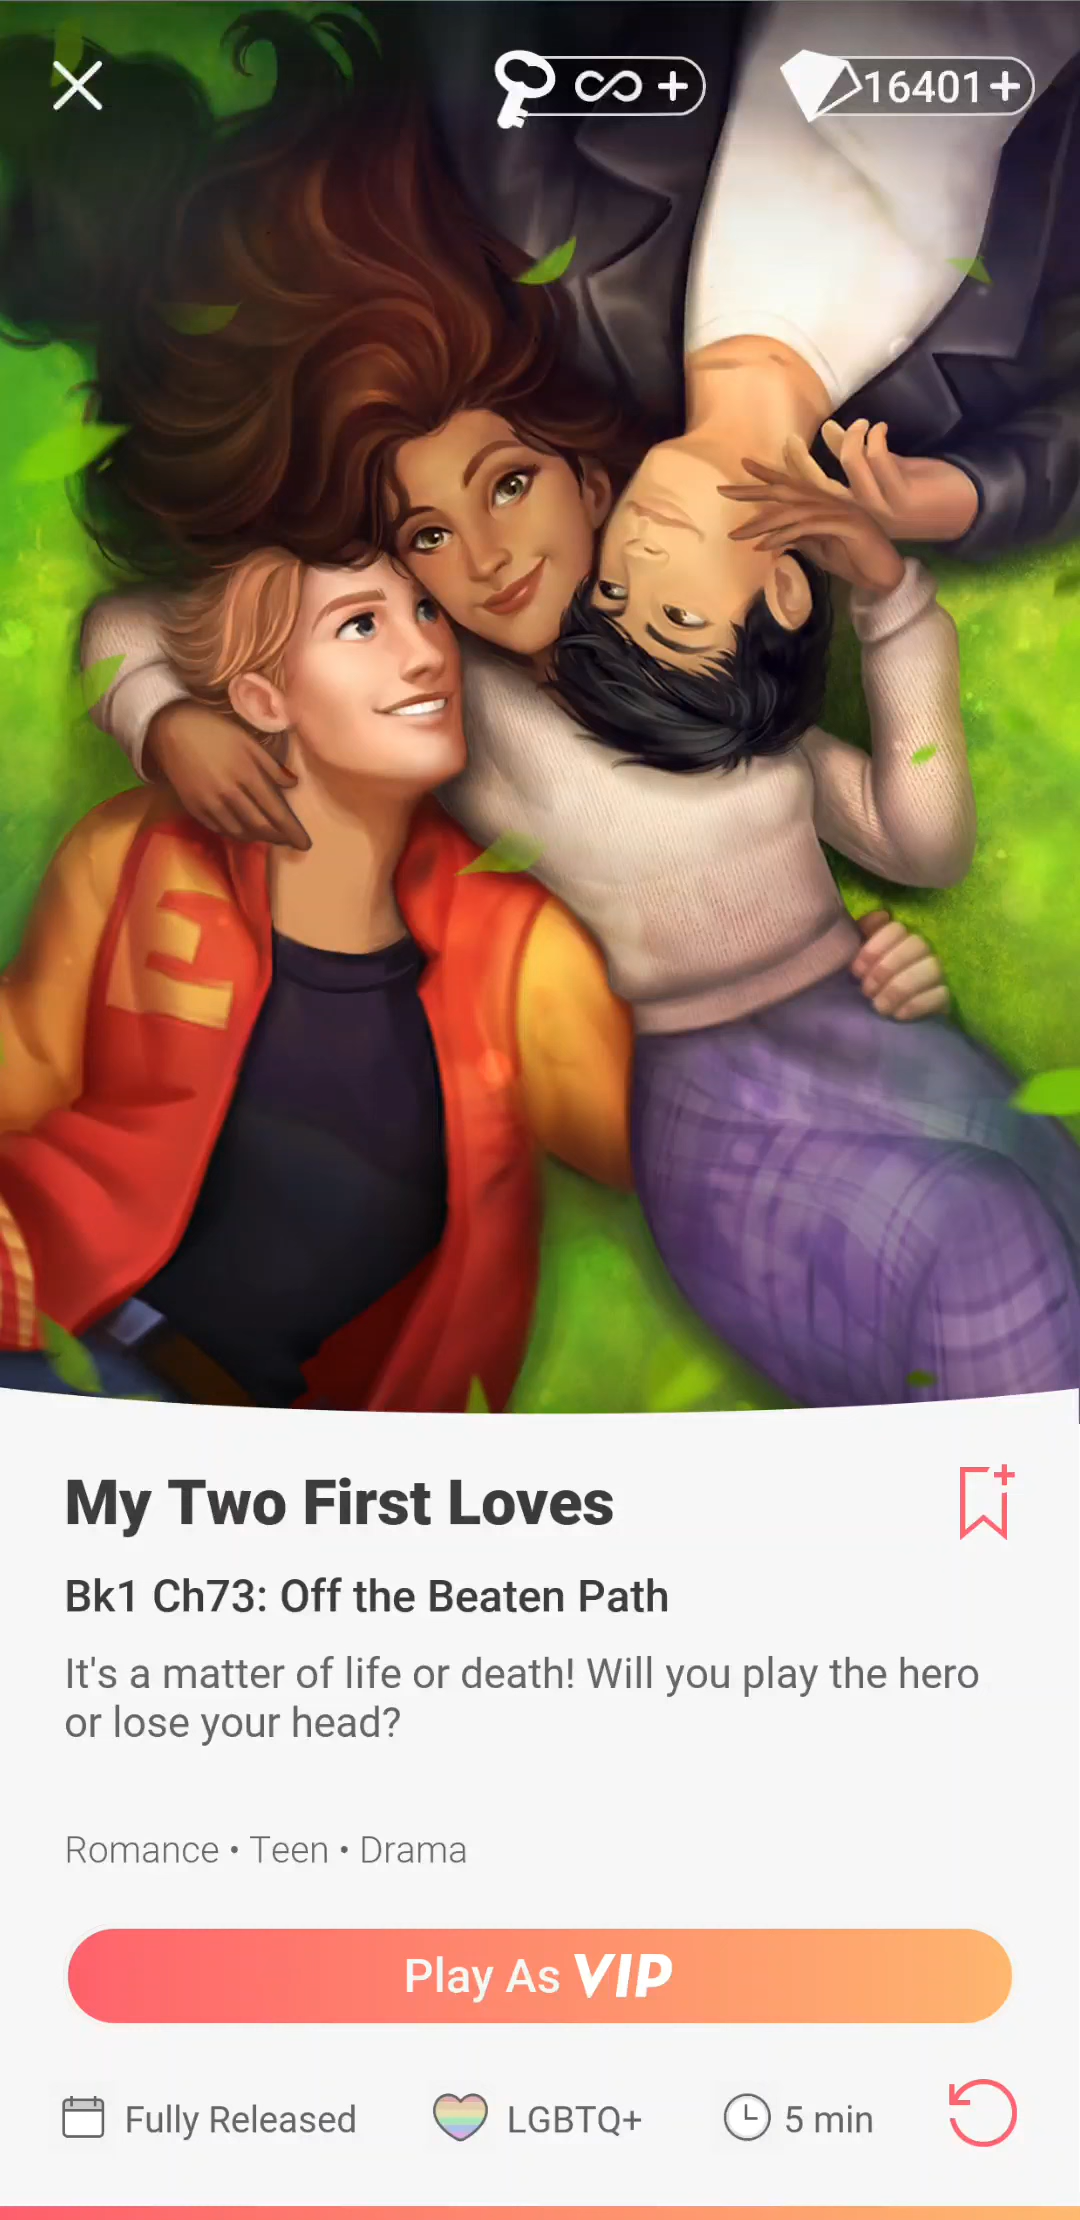 ∞ +
16401+
E
My Two First Loves
Bk1 Ch73: Off the Beaten Path
It's a matter of life or death! Will you play the hero
or lose your head?
Romance • Teen • Drama
Play As VIP
Fully Released
LGBTQ+
5 min